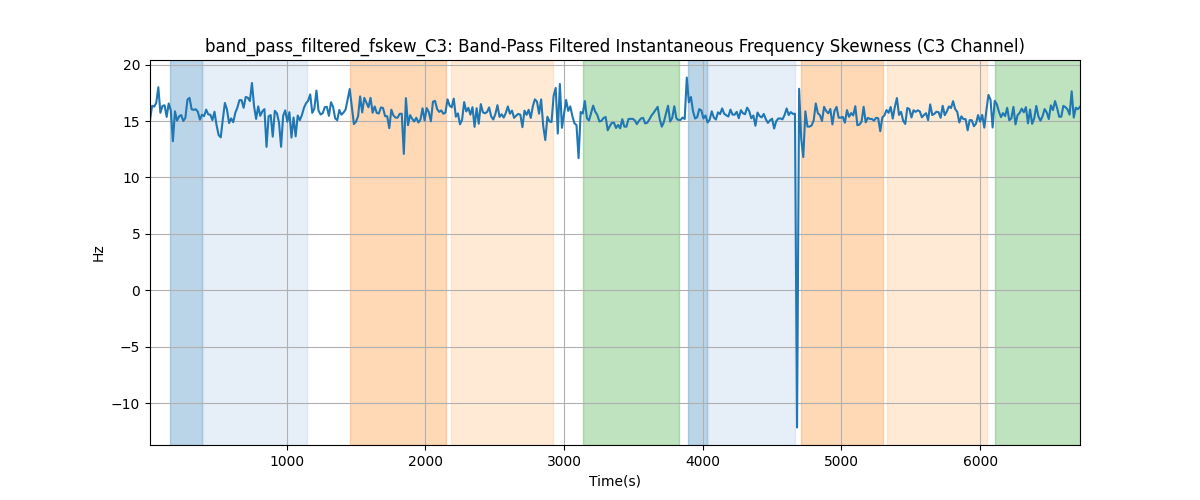 band_pass_filtered_fskew_C3: Band-Pass Filtered Instantaneous Frequency Skewness (C3 Channel)
20
15
10
5
0
−5
−10
Hz
1000 2000 3000 4000 5000 6000
Time(s)